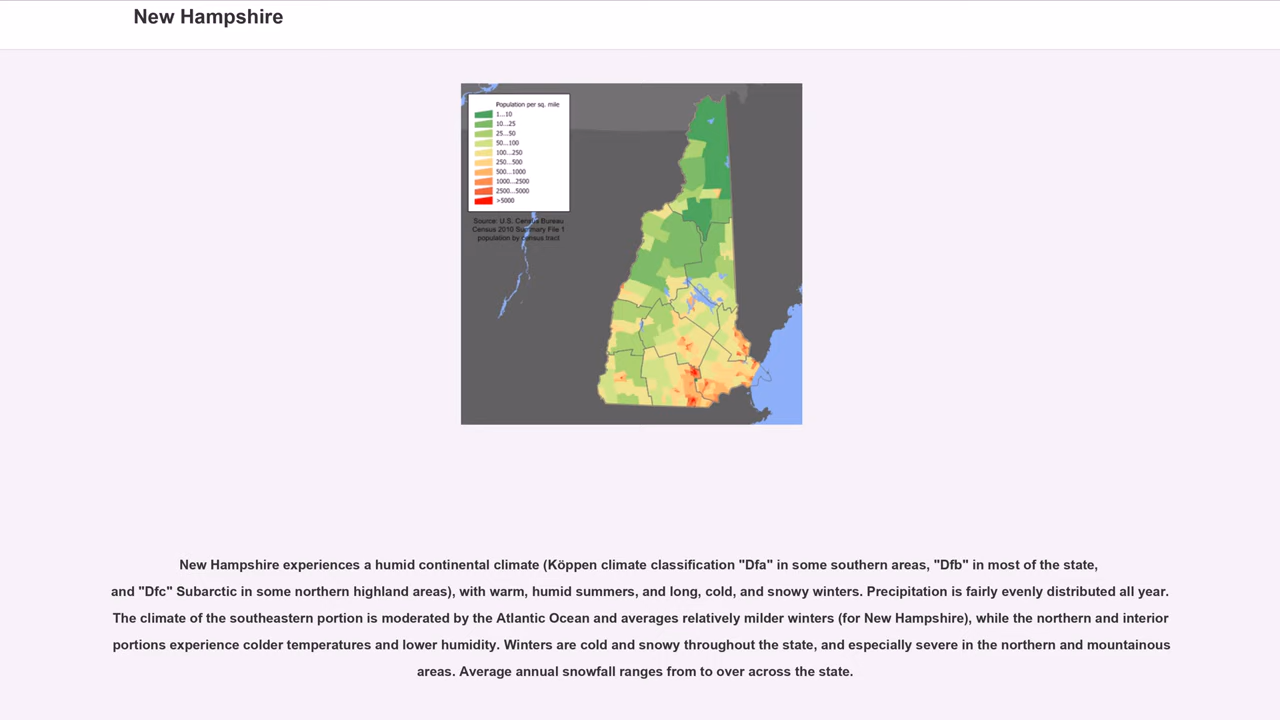 New Hampshire
Population per sq. mile
1...10
10...25
25...50
50...100
100...250
250...500
500...1000
1000...2500
2500...5000
>5000
Source: U.S. Census Bureau
Census 2010 Summary File 1
population by census tract
New Hampshire experiences a humid continental climate (Köppen climate classification "Dfa" in some southern areas, "Dfb" in most of the state,
and "Dfc" Subarctic in some northern highland areas), with warm, humid summers, and long, cold, and snowy winters. Precipitation is fairly evenly distributed all year.
The climate of the southeastern portion is moderated by the Atlantic Ocean and averages relatively milder winters (for New Hampshire), while the northern and interior
portions experience colder temperatures and lower humidity. Winters are cold and snowy throughout the state, and especially severe in the northern and mountainous
areas. Average annual snowfall ranges from to over across the state.